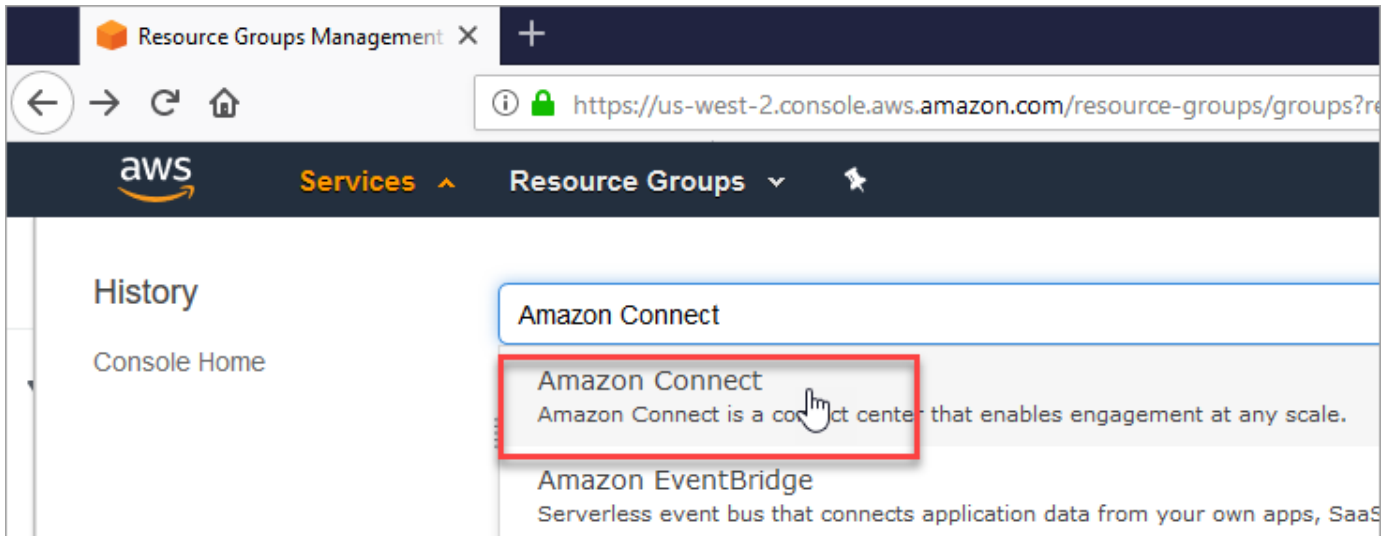 Resource Groups Management
https://us-west-2.console.aws.amazon.com/resource-groups/groups?re
aws
Services
Resource Groups
History
Amazon Connect
Console Home
Amazon Connect
Amazon Connect is a contact center that enables engagement at any scale.
Amazon EventBridge
Serverless event bus that connects application data from your own apps, SaaS